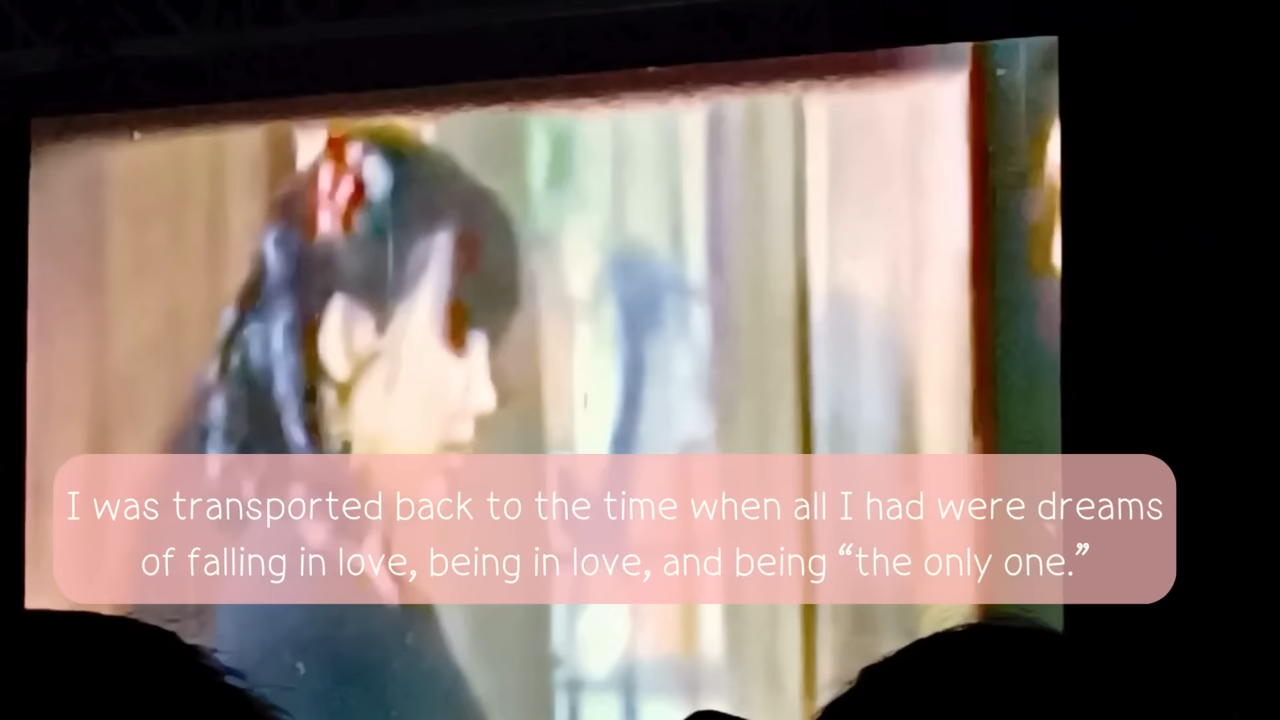 I was transported back to the time when all I had were dreams
of falling in love, being in love, and being “the only one.”